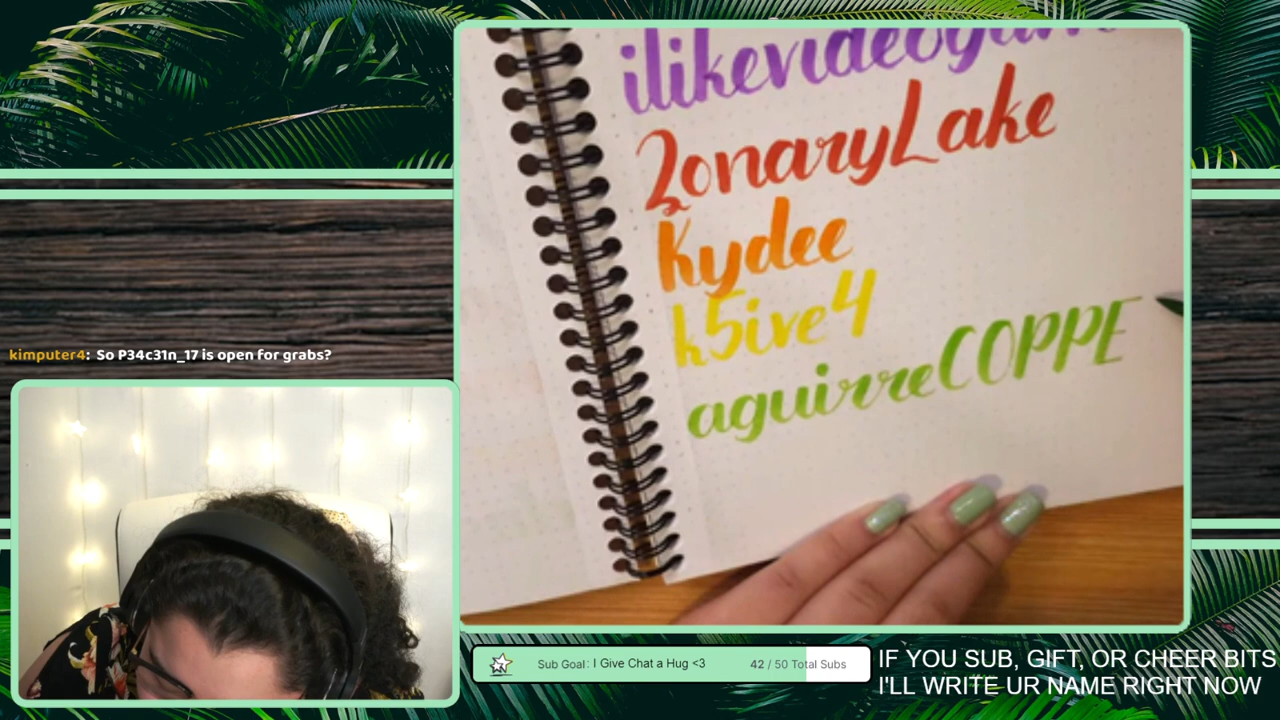 ilikevideogam
2onaryLake
Kydee
k5ive4
aguirreCOPPE
kimputer4: So P34c31n_17 is open for grabs?
Sub Goal: I Give Chat a Hug <3 42 / 50 Total Subs
IF YOU SUB, GIFT, OR CHEER BITS
I'LL WRITE UR NAME RIGHT NOW